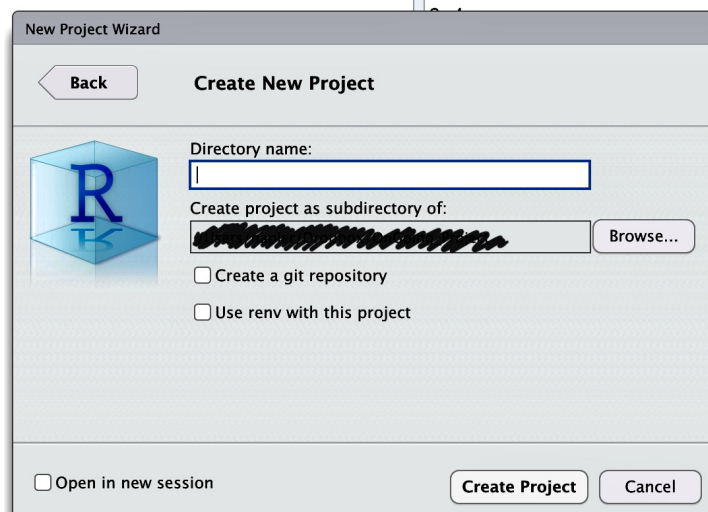 New Project Wizard
Back
Create New Project
R
Directory name:
Create project as subdirectory of:
Browse...
Create a git repository
Use renv with this project
Open in new session
Create Project
Cancel